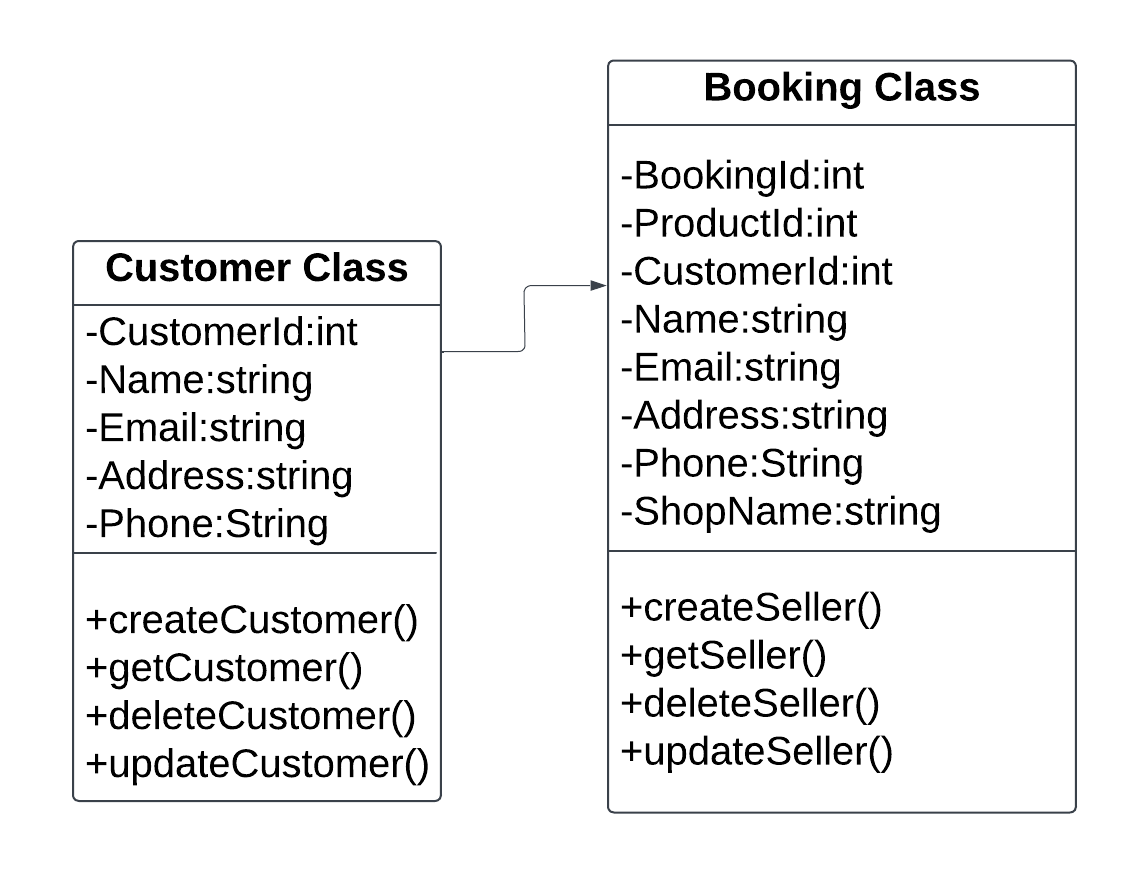 Customer Class
-CustomerId:int
-Name:string
-Email:string
-Address:string
-Phone:String
+createCustomer()
+getCustomer()
+deleteCustomer()
+updateCustomer()
Booking Class
-BookingId:int
-ProductId:int
-CustomerId:int
-Name:string
-Email:string
-Address:string
-Phone:String
-ShopName:string
+createSeller()
+getSeller()
+deleteSeller()
+updateSeller()